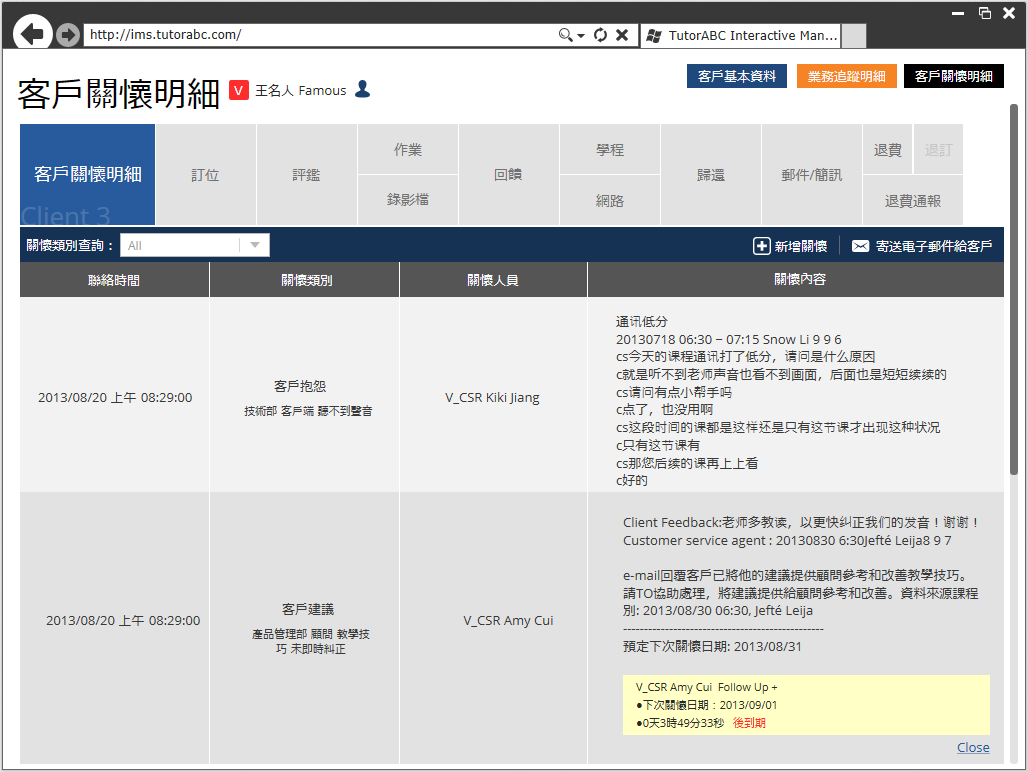 http://ims.tutorabc.com/
TutorABC Interactive Man...
客戶基本資料
業務追蹤明細
客戶關懷明細
客戶關懷明細
V 王名人 Famous
客戶關懷明細
Client 3
訂位
評鑑
作業
錄影檔
回饋
學程
網路
歸還
郵件/簡訊
退費
退訂
退費通報
關懷類別查詢：
All
新增關懷
寄送電子郵件給客戶
聯絡時間
關懷類別
關懷人員
關懷內容
2013/08/20 上午 08:29:00
客戶抱怨
技術部 客戶端 聽不到聲音
V_CSR Kiki Jiang
通讯低分
20130718 06:30 – 07:15 Snow Li 9 9 6
cs今天的课程通讯打了低分，请问是什么原因
c就是听不到老师声音也看不到画面，后面也是短短续续的
cs请问有点小帮手吗
c点了，也没用啊
cs这段时间的课都是这样还是只有这节课才出现这种状况
c只有这节课有
cs那您后续的课再上上看
c好的
2013/08/20 上午 08:29:00
客戶建議
產品管理部 顧問 教學技
巧 未即時糾正
V_CSR Amy Cui
Client Feedback:老师多教读，以更快纠正我们的发音！谢谢！
Customer service agent : 20130830 6:30Jefté Leija8 9 7
e-mail回覆客戶已將他的建議提供顧問參考和改善教學技巧。
請TO協助處理，將建議提供給顧問參考和改善。資料來源課程
別: 2013/08/30 06:30, Jefté Leija
------------------------------------------------
預定下次關懷日期: 2013/08/31
V_CSR Amy Cui Follow Up +
●下次關懷日期：2013/09/01
●0天3時49分33秒 後到期
Close